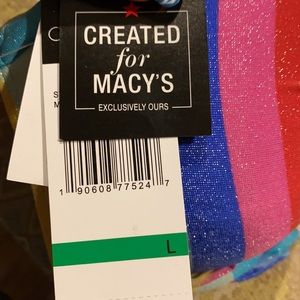 CREATED
for
MACY'S
EXCLUSIVELY OURS
1 90608 77524 7
L